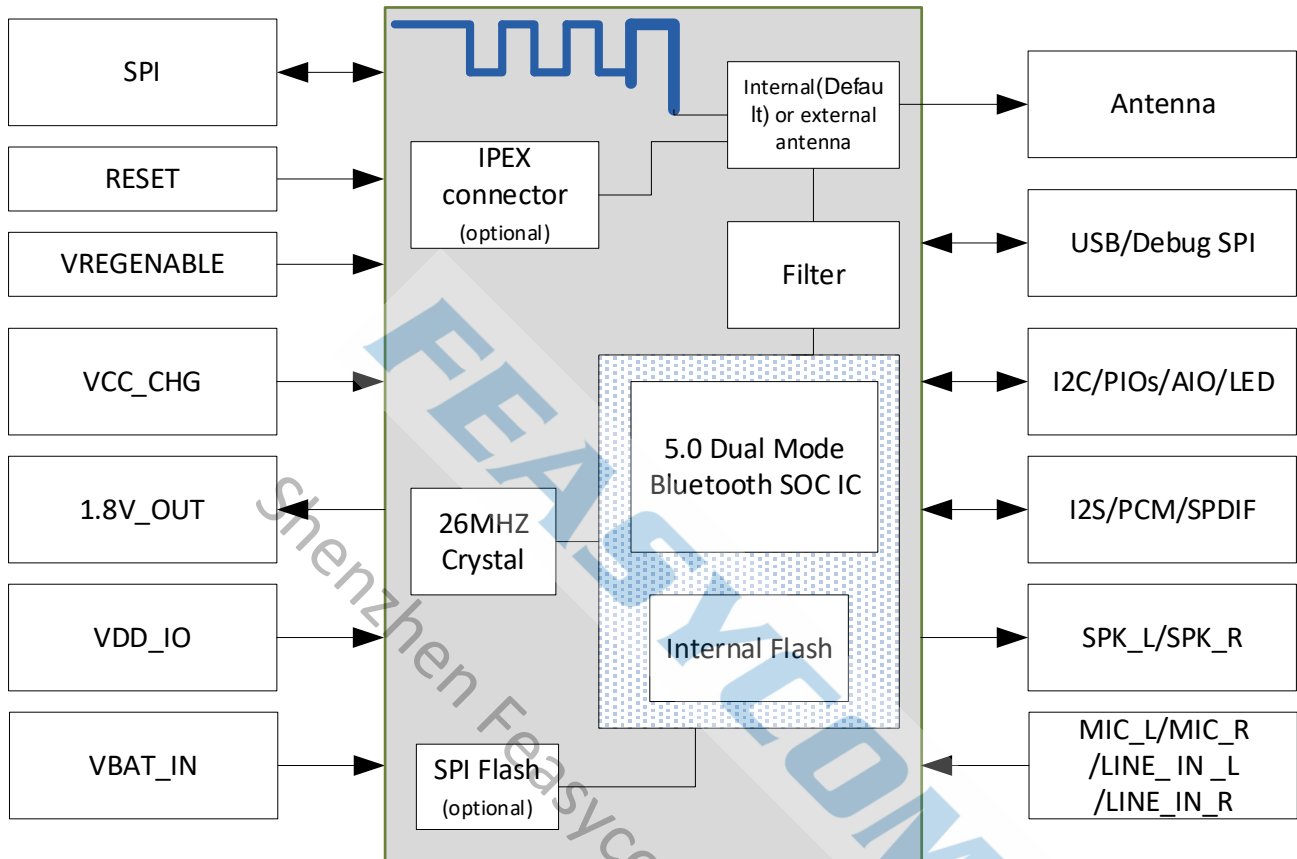 SPI
RESET
VREGENABLE
VCC_CHG
1.8V_OUT
VDD_IO
VBAT_IN
IPEX
connector
(optional)
Internal(Defau
lt) or external
antenna
Filter
5.0 Dual Mode
Bluetooth SOC IC
26MHZ
Crystal
Internal Flash
SPI Flash
(optional)
Antenna
USB/Debug SPI
I2C/PIOs/AIO/LED
I2S/PCM/SPDIF
SPK_L/SPK_R
MIC_L/MIC_R
/LINE_ IN _L
/LINE_IN_R
FEASYCOM
Shenzhen Feasyco